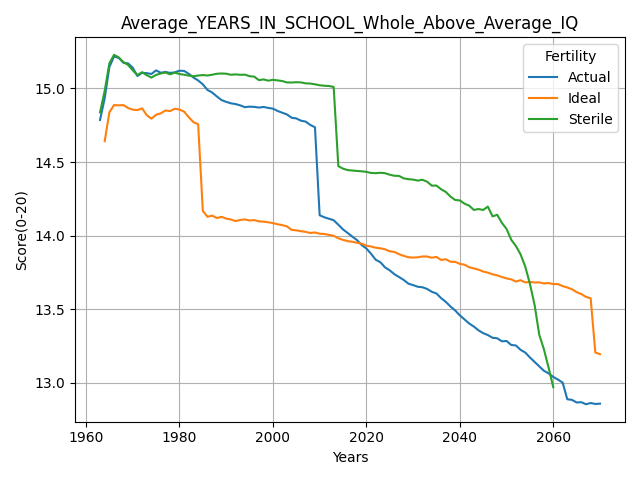 Average_YEARS_IN_SCHOOL_Whole_Above_Average_IQ
Fertility
Actual
Ideal
Sterile
Score(0-20)
15.0
14.5
14.0
13.5
13.0
1960 1980 2000 2020 2040 2060
Years